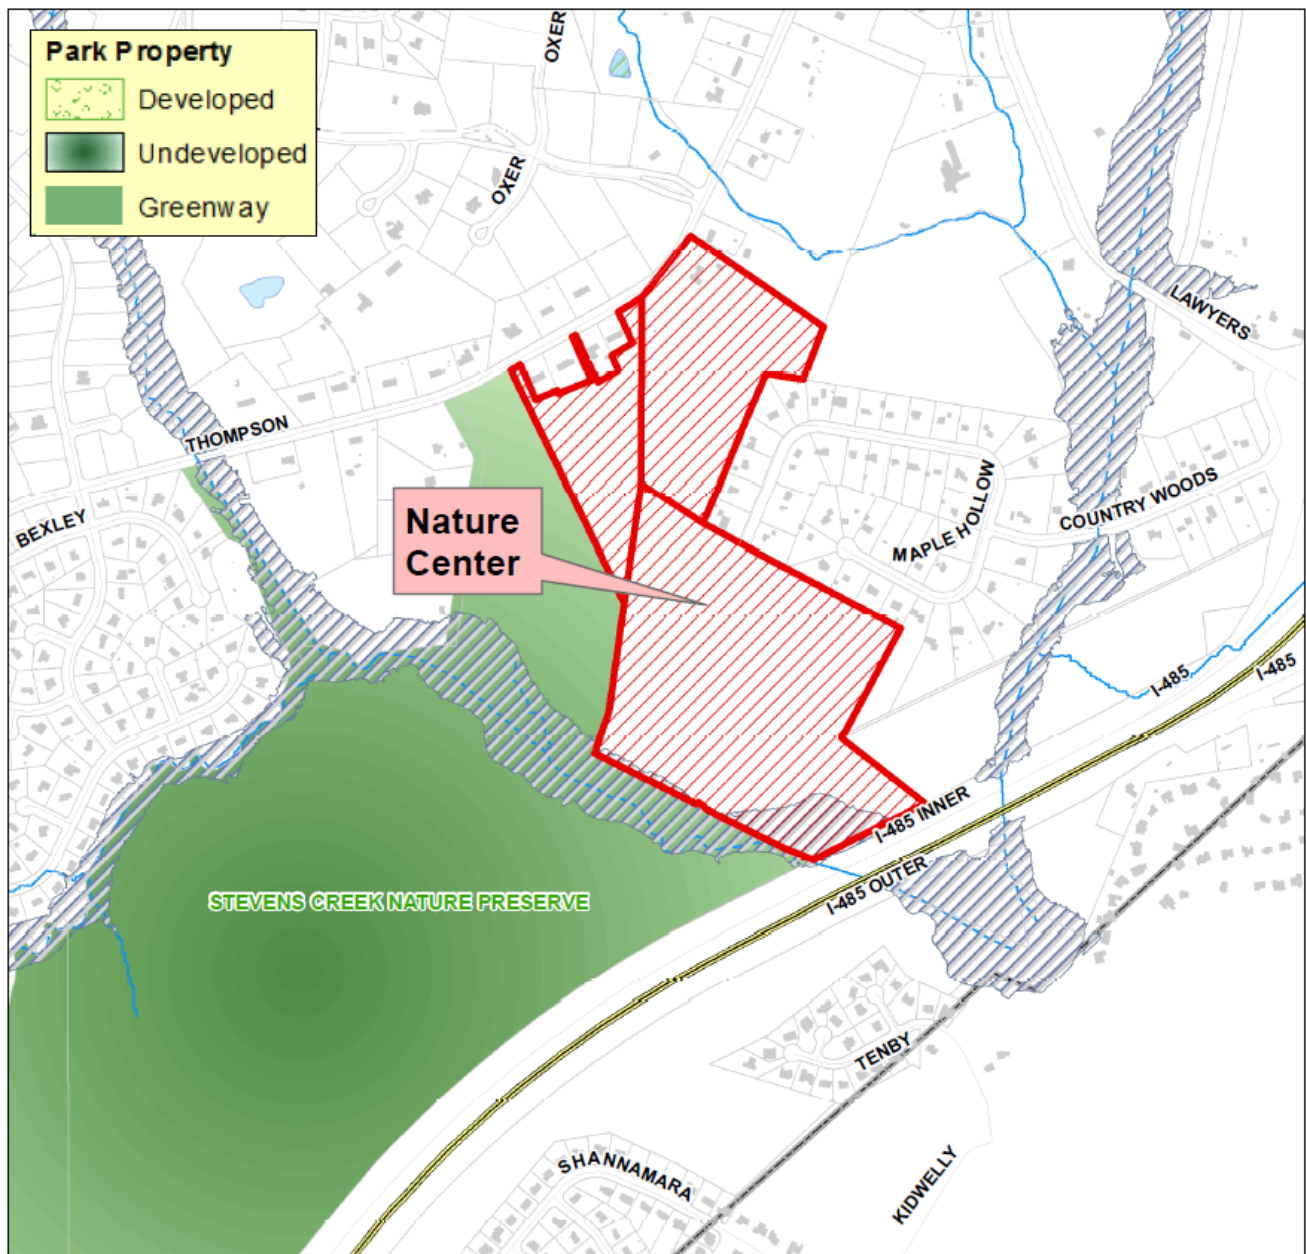 Park Property
Developed
Undeveloped
Greenway
OXER
OXER
LAWYERS
THOMPSON
BEXLEY
Nature
Center
MAPLE HOLLOW
COUNTRY WOODS
I-485
I-485
I-485 INNER
I-485 OUTER
STEVENS CREEK NATURE PRESERVE
TENBY
SHANNAMARA
KIDWELLY